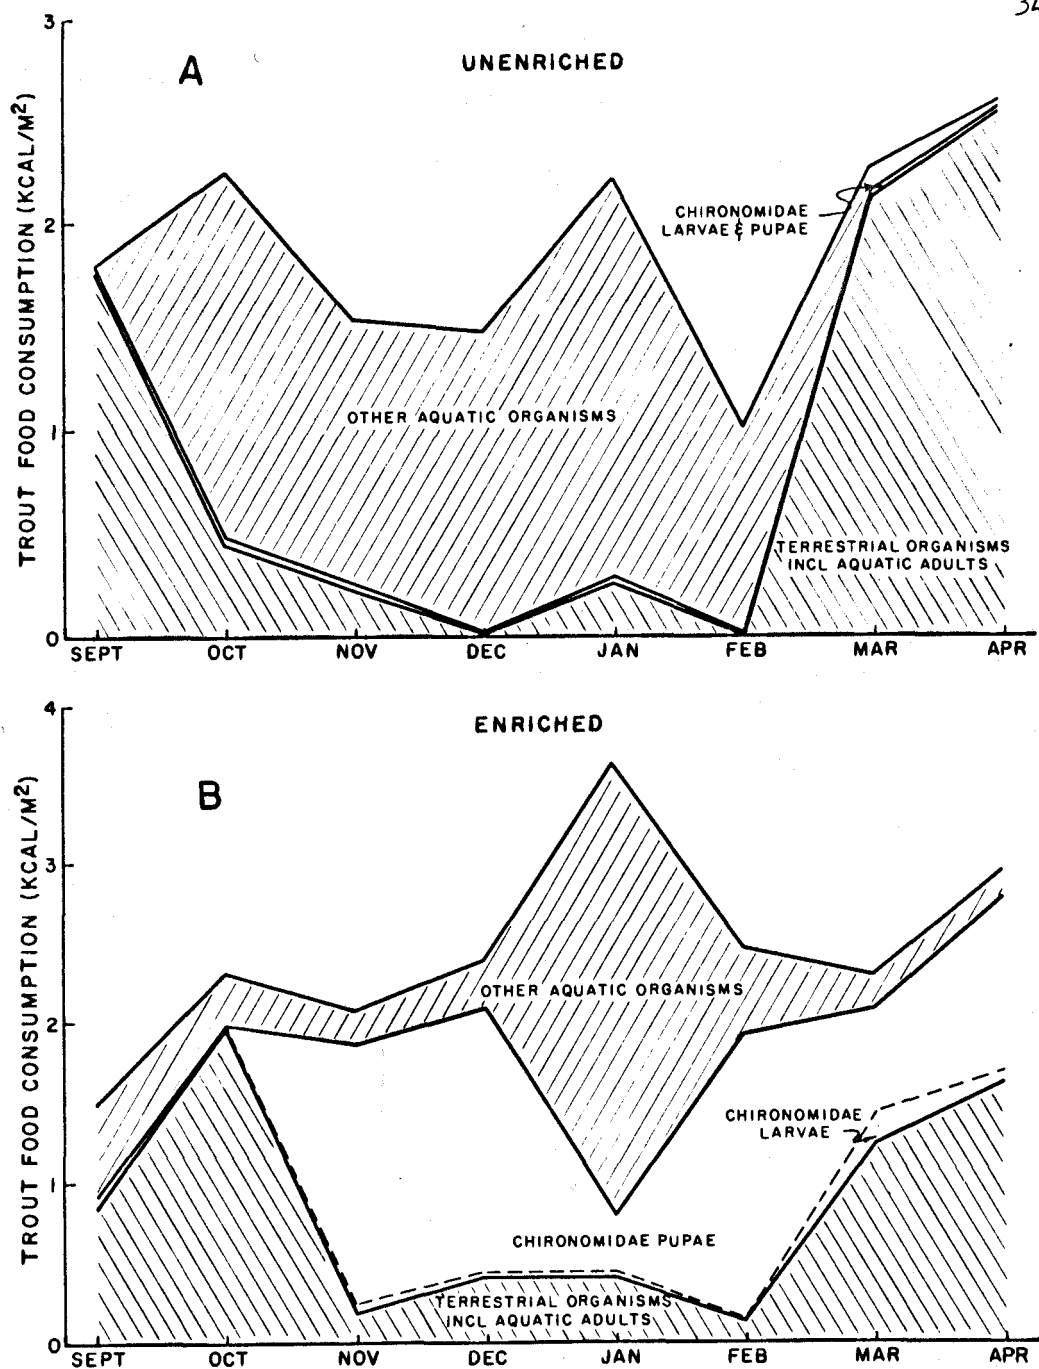 3
A
UNENRICHED
TROUT FOOD CONSUMPTION (KCAL/M²)
2
CHIRONOMIDAE
LARVAE & PUPAE
OTHER AQUATIC ORGANISMS
1
TERRESTRIAL ORGANISMS
INCL AQUATIC ADULTS
0
SEPT OCT NOV DEC JAN FEB MAR APR
4
ENRICHED
B
TROUT FOOD CONSUMPTION (KCAL/M²)
3
OTHER AQUATIC ORGANISMS
2
CHIRONOMIDAE
LARVAE
1
CHIRONOMIDAE PUPAE
TERRESTRIAL ORGANISMS
INCL AQUATIC ADULTS
0
SEPT OCT NOV DEC JAN FEB MAR APR